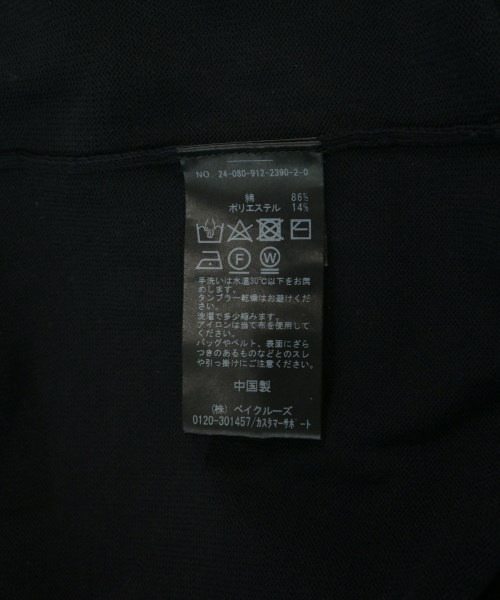 NO. 24-080-912-2390-2-0
綿 86%
ポリエステル 14%
F W
手洗いは水温30℃以下をお薦
めします。
タンブラー乾燥はお避けくだ
さい。
洗濯で多少縮みます。
アイロンは当て布を使用して
ください。
バッグやベルト、表面にざら
つきのあるものなどとのスレ
や引っ掛けにご注意ください。
中国製
(株) ベイクルーズ
0120-301457/カスタマーサポート